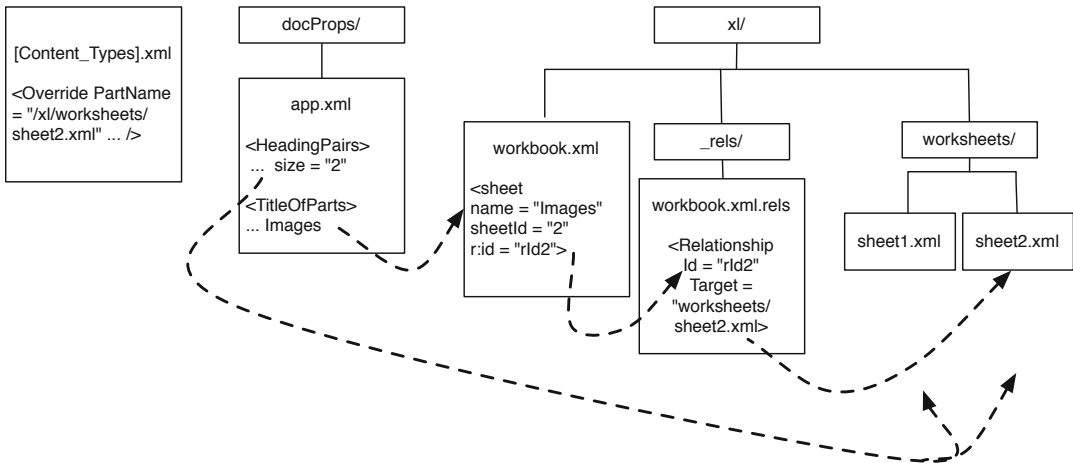 [Content_Types].xml
<Override PartName
= "/xl/worksheets/
sheet2.xml" ... />
docProps/
app.xml
<HeadingPairs>
... size = "2"
<TitleOfParts>
... Images
xl/
workbook.xml
<sheet
name = "Images"
sheetId = "2"
r:id = "rId2">
_rels/
workbook.xml.rels
<Relationship
Id = "rId2"
Target =
"worksheets/
sheet2.xml>
worksheets/
sheet1.xml
sheet2.xml